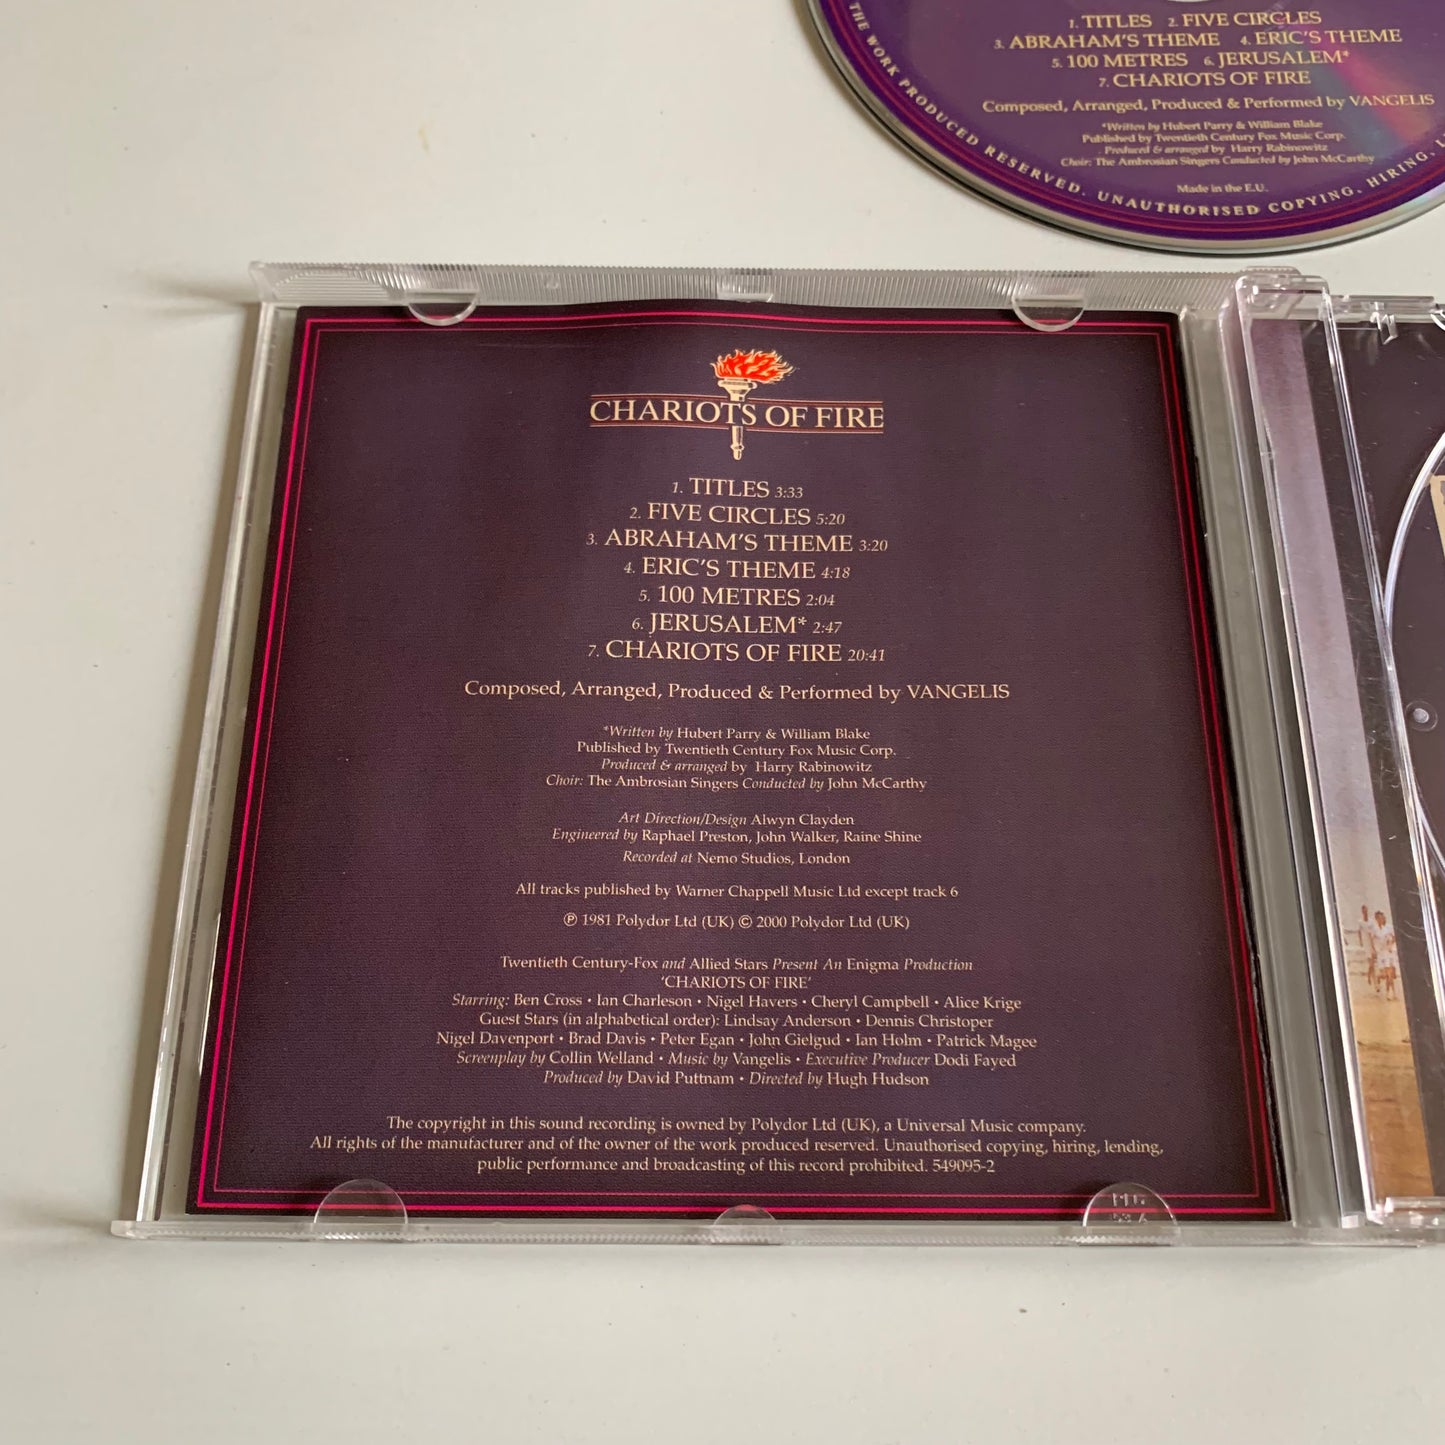 1. TITLES 2. FIVE CIRCLES
3. ABRAHAM'S THEME 4. ERIC'S THEME
5. 100 METRES 6. JERUSALEM*
7. CHARIOTS OF FIRE
Composed, Arranged, Produced & Performed by VANGELIS
*Written by Hubert Parry & William Blake
Published by Twentieth Century Fox Music Corp.
Produced & arranged by Harry Rabinowitz
Choir: The Ambrosian Singers Conducted by John McCarthy
Made in the E.U.
THE WORK PRODUCED RESERVED. UNAUTHORISED COPYING, HIRING,
CHARIOTS OF FIRE
1. TITLES 3:33
2. FIVE CIRCLES 5:20
3. ABRAHAM'S THEME 3:20
4. ERIC'S THEME 4:18
5. 100 METRES 2:04
6. JERUSALEM* 2:47
7. CHARIOTS OF FIRE 20:41
Composed, Arranged, Produced & Performed by VANGELIS
*Written by Hubert Parry & William Blake
Published by Twentieth Century Fox Music Corp.
Produced & arranged by Harry Rabinowitz
Choir: The Ambrosian Singers Conducted by John McCarthy
Art Direction/Design Alwyn Clayden
Engineered by Raphael Preston, John Walker, Raine Shine
Recorded at Nemo Studios, London
All tracks published by Warner Chappell Music Ltd except track 6
℗ 1981 Polydor Ltd (UK) © 2000 Polydor Ltd (UK)
Twentieth Century-Fox and Allied Stars Present An Enigma Production
'CHARIOTS OF FIRE'
Starring: Ben Cross • Ian Charleson • Nigel Havers • Cheryl Campbell • Alice Krige
Guest Stars (in alphabetical order): Lindsay Anderson • Dennis Christoper
Nigel Davenport • Brad Davis • Peter Egan • John Gielgud • Ian Holm • Patrick Magee
Screenplay by Collin Welland • Music by Vangelis • Executive Producer Dodi Fayed
Produced by David Puttnam • Directed by Hugh Hudson
The copyright in this sound recording is owned by Polydor Ltd (UK), a Universal Music company.
All rights of the manufacturer and of the owner of the work produced reserved. Unauthorised copying, hiring, lending,
public performance and broadcasting of this record prohibited. 549095-2